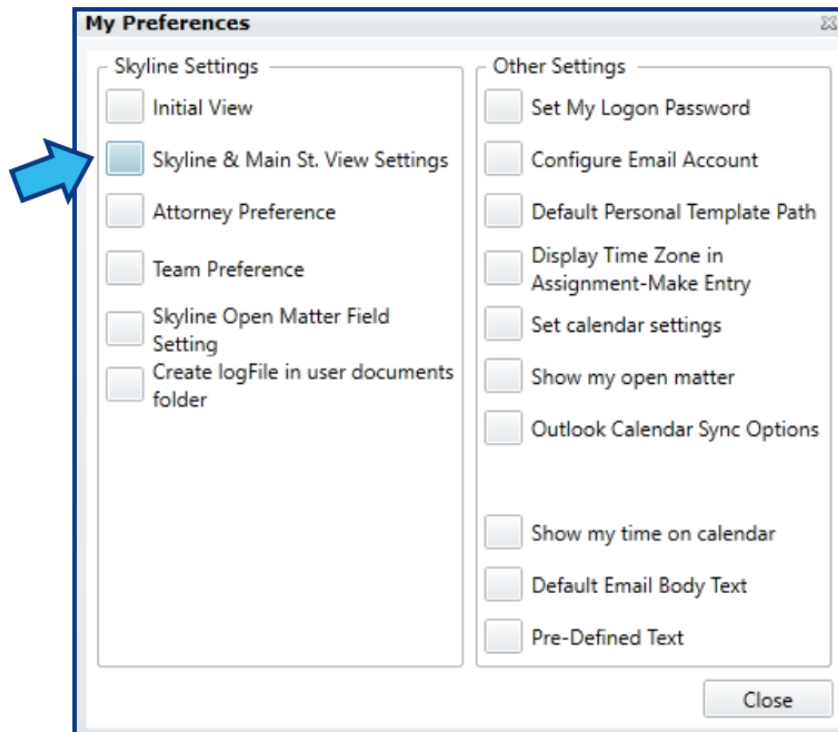 My Preferences
Skyline Settings
Initial View
Skyline & Main St. View Settings
Attorney Preference
Team Preference
Skyline Open Matter Field
Setting
Create logFile in user documents
folder
Other Settings
Set My Logon Password
Configure Email Account
Default Personal Template Path
Display Time Zone in
Assignment-Make Entry
Set calendar settings
Show my open matter
Outlook Calendar Sync Options
Show my time on calendar
Default Email Body Text
Pre-Defined Text
Close